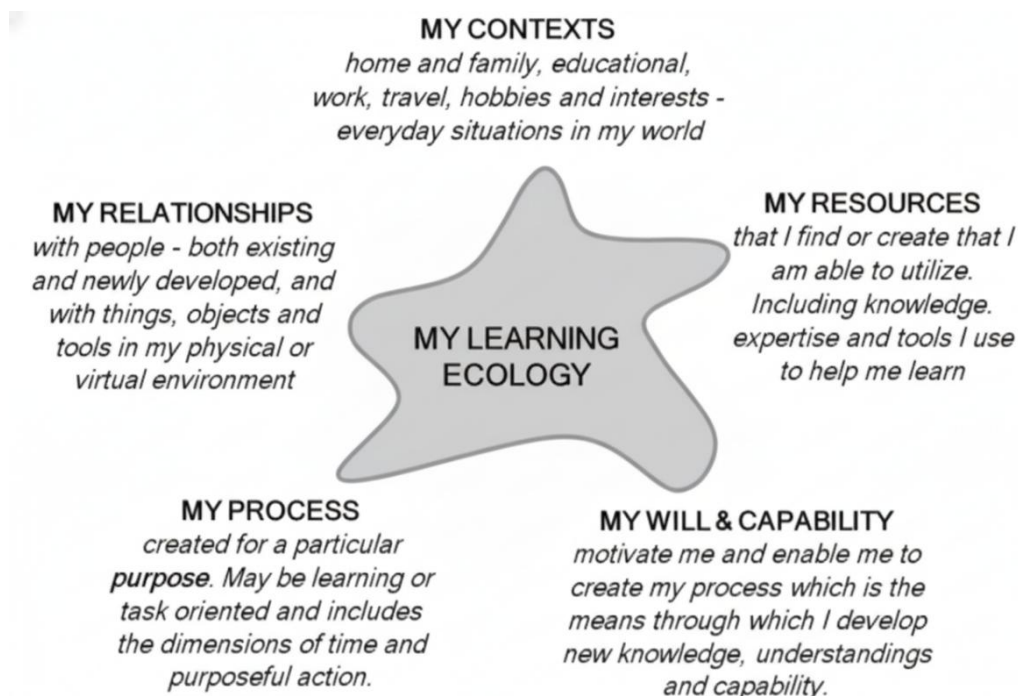 MY CONTEXTS
home and family, educational,
work, travel, hobbies and interests -
everyday situations in my world
MY RELATIONSHIPS
with people - both existing
and newly developed, and
with things, objects and
tools in my physical or
virtual environment
MY RESOURCES
that I find or create that I
am able to utilize.
Including knowledge.
expertise and tools I use
to help me learn
MY LEARNING
ECOLOGY
MY PROCESS
created for a particular
purpose. May be learning or
task oriented and includes
the dimensions of time and
purposeful action.
MY WILL & CAPABILITY
motivate me and enable me to
create my process which is the
means through which I develop
new knowledge, understandings
and capability.